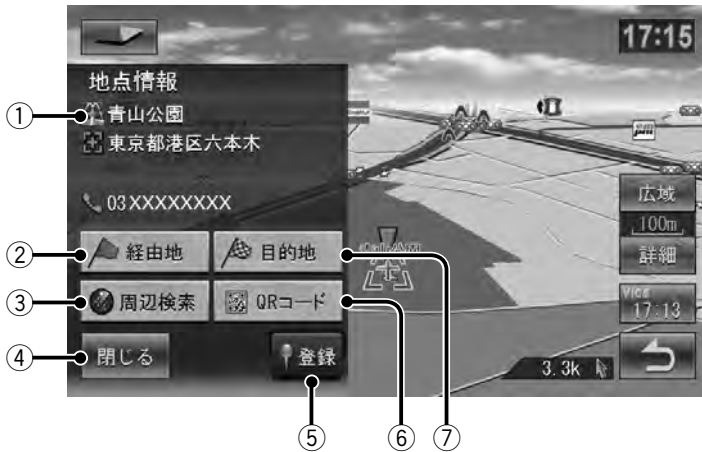 17:15
地点情報
① 青山公園
東京都港区六本木
03XXXXXXXX
② 経由地
目的地
③ 周辺検索
QRコード
④ 閉じる
登録
⑤
⑥
⑦
広域
100m
詳細
VICS
17:13
3.3k